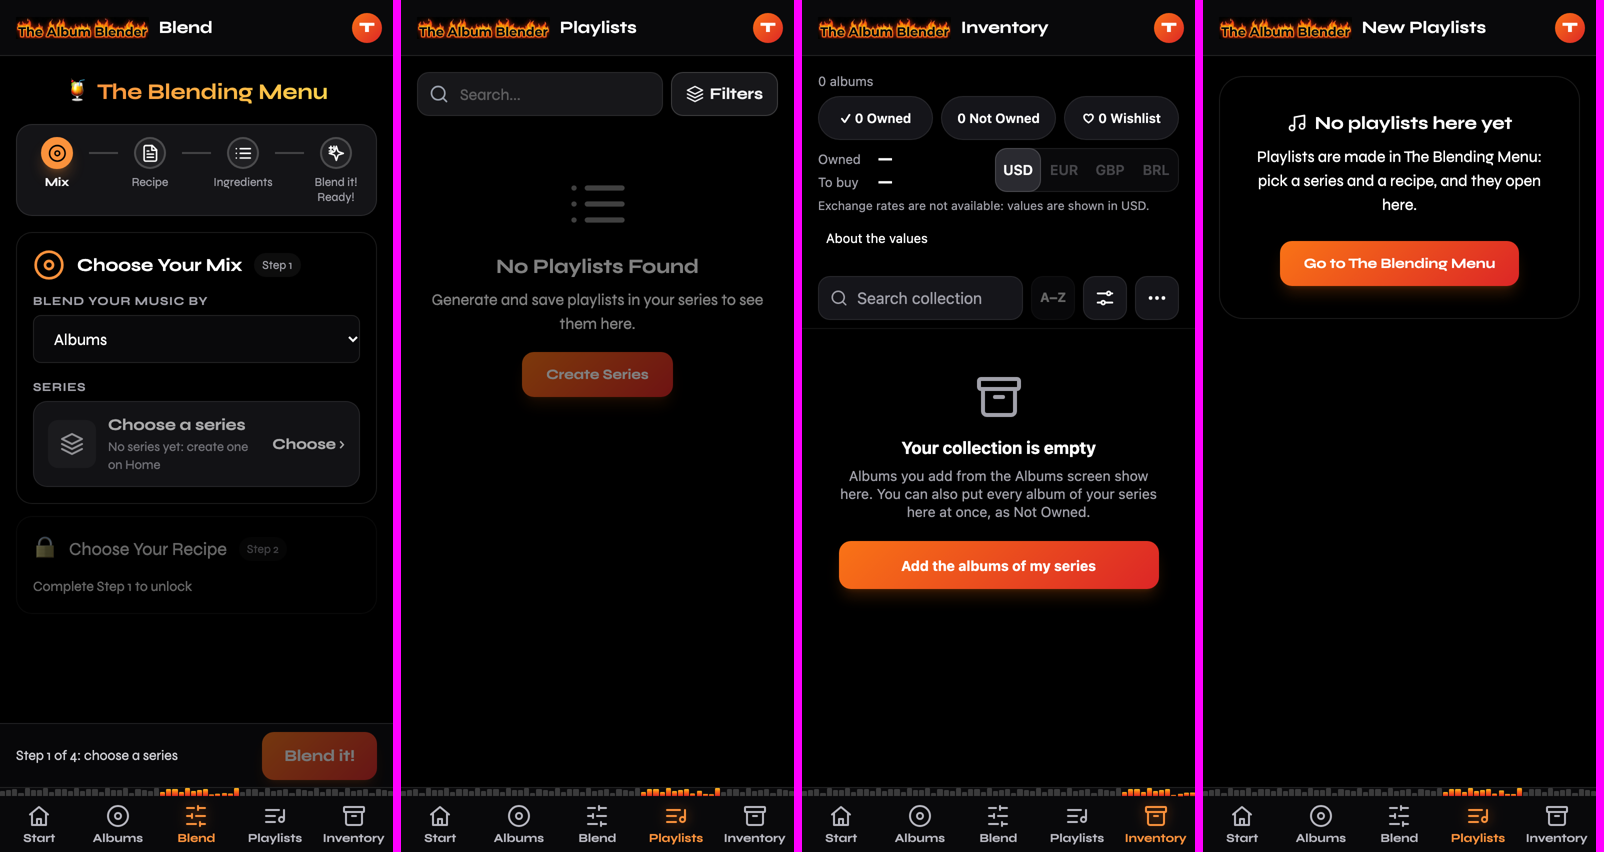 The Album Blender Blend T
The Blending Menu
Mix Recipe Ingredients Blend it!
Ready!
Choose Your Mix Step 1
BLEND YOUR MUSIC BY
Albums
SERIES
Choose a series
No series yet: create one
on Home
Choose ›
Choose Your Recipe Step 2
Complete Step 1 to unlock
Step 1 of 4: choose a series Blend it!
Start Albums Blend Playlists Inventory
The Album Blender Playlists T
Search... Filters
No Playlists Found
Generate and save playlists in your series to see
them here.
Create Series
Start Albums Blend Playlists Inventory
The Album Blender Inventory T
0 albums
✓ 0 Owned 0 Not Owned ♡ 0 Wishlist
Owned —
To buy —
USD EUR GBP BRL
Exchange rates are not available: values are shown in USD.
About the values
Search collection A–Z
Your collection is empty
Albums you add from the Albums screen show
here. You can also put every album of your series
here at once, as Not Owned.
Add the albums of my series
Start Albums Blend Playlists Inventory
The Album Blender New Playlists T
No playlists here yet
Playlists are made in The Blending Menu:
pick a series and a recipe, and they open
here.
Go to The Blending Menu
Start Albums Blend Playlists Inventory